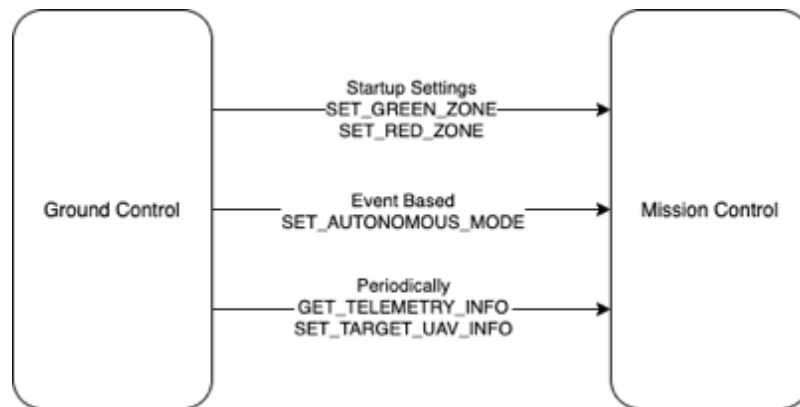 Startup Settings
SET_GREEN_ZONE
SET_RED_ZONE
Ground Control
Event Based
SET_AUTONOMOUS_MODE
Mission Control
Periodically
GET_TELEMETRY_INFO
SET_TARGET_UAV_INFO